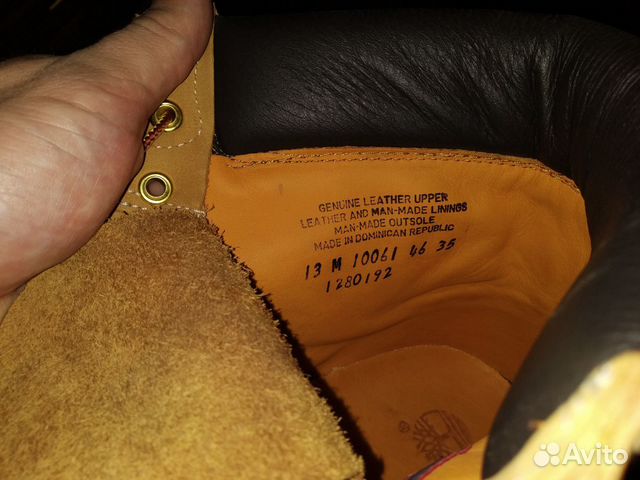 GENUINE LEATHER UPPER
LEATHER AND MAN-MADE LININGS
MAN-MADE OUTSOLE
MADE IN DOMINICAN REPUBLIC
13 M 10061 46 35
1280192
Avito